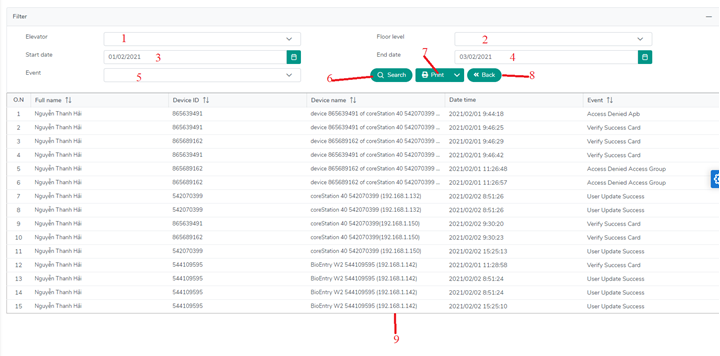 Filter
Elevator 1 Floor level 2
Start date 01/02/2021 3 End date 03/02/2021 4
7
Event 5 6 Search Print Back 8
O.N Full name Device ID Device name Date time Event
1 Nguyễn Thanh Hải 865639491 device 865639491 of coreStation 40 542070399 ... 2021/02/01 9:44:18 Access Denied Apb
2 Nguyễn Thanh Hải 865639491 device 865639491 of coreStation 40 542070399 ... 2021/02/01 9:46:25 Verify Success Card
3 Nguyễn Thanh Hải 865689162 device 865689162 of coreStation 40 542070399 ... 2021/02/01 9:46:29 Verify Success Card
4 Nguyễn Thanh Hải 865639491 device 865639491 of coreStation 40 542070399 ... 2021/02/01 9:46:42 Verify Success Card
5 Nguyễn Thanh Hải 865689162 device 865689162 of coreStation 40 542070399 ... 2021/02/01 11:26:48 Access Denied Access Group
6 Nguyễn Thanh Hải 865689162 device 865689162 of coreStation 40 542070399 ... 2021/02/01 11:26:57 Access Denied Access Group
7 Nguyễn Thanh Hải 542070399 coreStation 40 542070399 (192.168.1.132) 2021/02/02 8:51:26 User Update Success
8 Nguyễn Thanh Hải 542070399 coreStation 40 542070399 (192.168.1.132) 2021/02/02 8:51:26 User Update Success
9 Nguyễn Thanh Hải 865639491 coreStation 40 542070399(192.168.1.150) 2021/02/02 9:30:20 Verify Success Card
10 Nguyễn Thanh Hải 865689162 coreStation 40 542070399(192.168.1.150) 2021/02/02 9:30:23 Verify Success Card
11 Nguyễn Thanh Hải 542070399 coreStation 40 542070399 (192.168.1.150) 2021/02/02 15:25:13 User Update Success
12 Nguyễn Thanh Hải 544109595 BioEntry W2 544109595 (192.168.1.142) 2021/02/01 11:28:58 Verify Success Card
13 Nguyễn Thanh Hải 544109595 BioEntry W2 544109595 (192.168.1.142) 2021/02/02 8:51:24 User Update Success
14 Nguyễn Thanh Hải 544109595 BioEntry W2 544109595 (192.168.1.142) 2021/02/02 8:51:24 User Update Success
15 Nguyễn Thanh Hải 544109595 BioEntry W2 544109595 (192.168.1.142) 2021/02/02 15:25:10 User Update Success
9